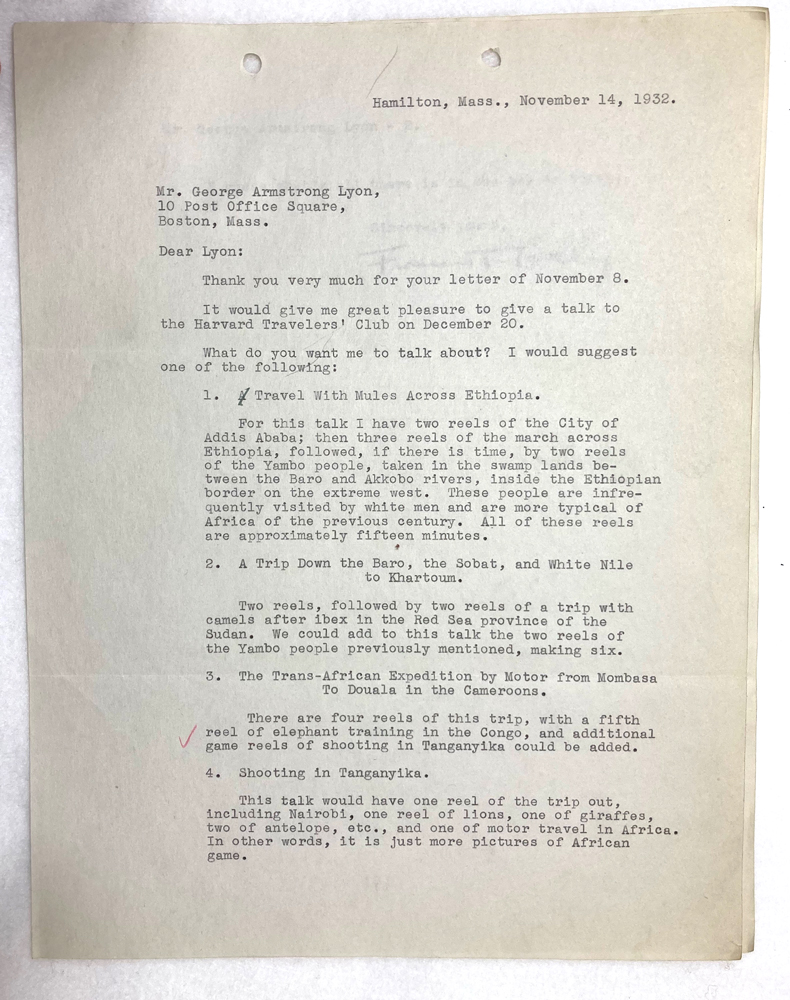 Hamilton, Mass., November 14, 1932.
Mr. George Armstrong Lyon,
10 Post Office Square,
Boston, Mass.
Dear Lyon:
Thank you very much for your letter of November 8.
It would give me great pleasure to give a talk to
the Harvard Travelers' Club on December 20.
What do you want me to talk about? I would suggest
one of the following:
1. Travel With Mules Across Ethiopia.
For this talk I have two reels of the City of
Addis Ababa; then three reels of the march across
Ethiopia, followed, if there is time, by two reels
of the Yambo people, taken in the swamp lands be-
tween the Baro and Akkobo rivers, inside the Ethiopian
border on the extreme west. These people are infre-
quently visited by white men and are more typical of
Africa of the previous century. All of these reels
are approximately fifteen minutes.
2. A Trip Down the Baro, the Sobat, and White Nile
to Khartoum.
Two reels, followed by two reels of a trip with
camels after ibex in the Red Sea province of the
Sudan. We could add to this talk the two reels of
the Yambo people previously mentioned, making six.
3. The Trans-African Expedition by Motor from Mombasa
To Douala in the Cameroons.
There are four reels of this trip, with a fifth
reel of elephant training in the Congo, and additional
game reels of shooting in Tanganyika could be added.
4. Shooting in Tanganyika.
This talk would have one reel of the trip out,
including Nairobi, one reel of lions, one of giraffes,
two of antelope, etc., and one of motor travel in Africa.
In other words, it is just more pictures of African
game.